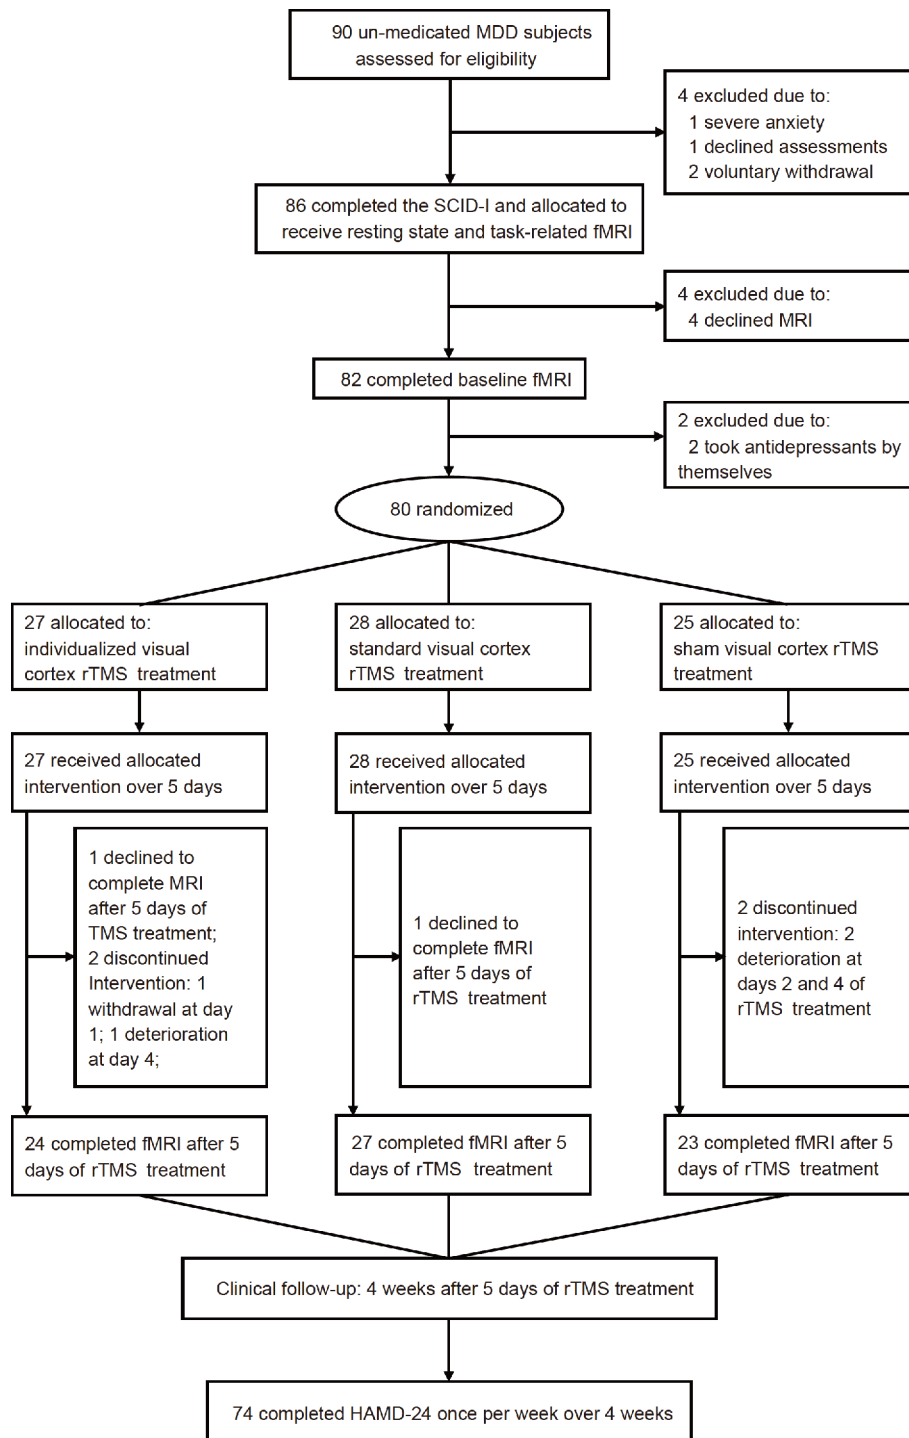 90 un-medicated MDD subjects
assessed for eligibility
4 excluded due to:
1 severe anxiety
1 declined assessments
2 voluntary withdrawal
86 completed the SCID-I and allocated to
receive resting state and task-related fMRI
4 excluded due to:
4 declined MRI
82 completed baseline fMRI
2 excluded due to:
2 took antidepressants by
themselves
80 randomized
27 allocated to:
individualized visual
cortex rTMS treatment
28 allocated to:
standard visual cortex
rTMS treatment
25 allocated to:
sham visual cortex rTMS
treatment
27 received allocated
intervention over 5 days
28 received allocated
intervention over 5 days
25 received allocated
intervention over 5 days
1 declined to
complete MRI
after 5 days of
TMS treatment;
2 discontinued
Intervention: 1
withdrawal at day
1; 1 deterioration
at day 4;
1 declined to
complete fMRI
after 5 days of
rTMS treatment
2 discontinued
intervention: 2
deterioration at
days 2 and 4 of
rTMS treatment
24 completed fMRI after 5
days of rTMS treatment
27 completed fMRI after 5
days of rTMS treatment
23 completed fMRI after 5
days of rTMS treatment
Clinical follow-up: 4 weeks after 5 days of rTMS treatment
74 completed HAMD-24 once per week over 4 weeks